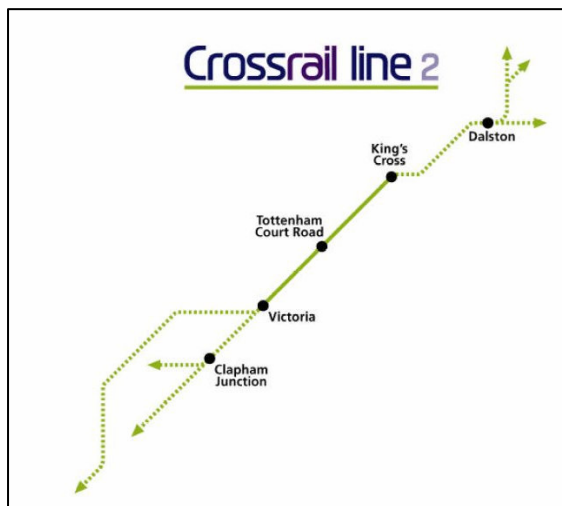 Crossrail line 2
Dalston
King's
Cross
Tottenham
Court Road
Victoria
Clapham
Junction